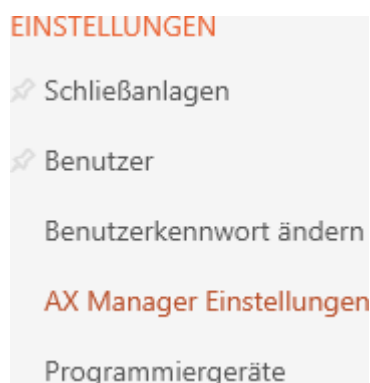 EINSTELLUNGEN
Schließanlagen
Benutzer
Benutzerkennwort ändern
AX Manager Einstellungen
Programmiergeräte